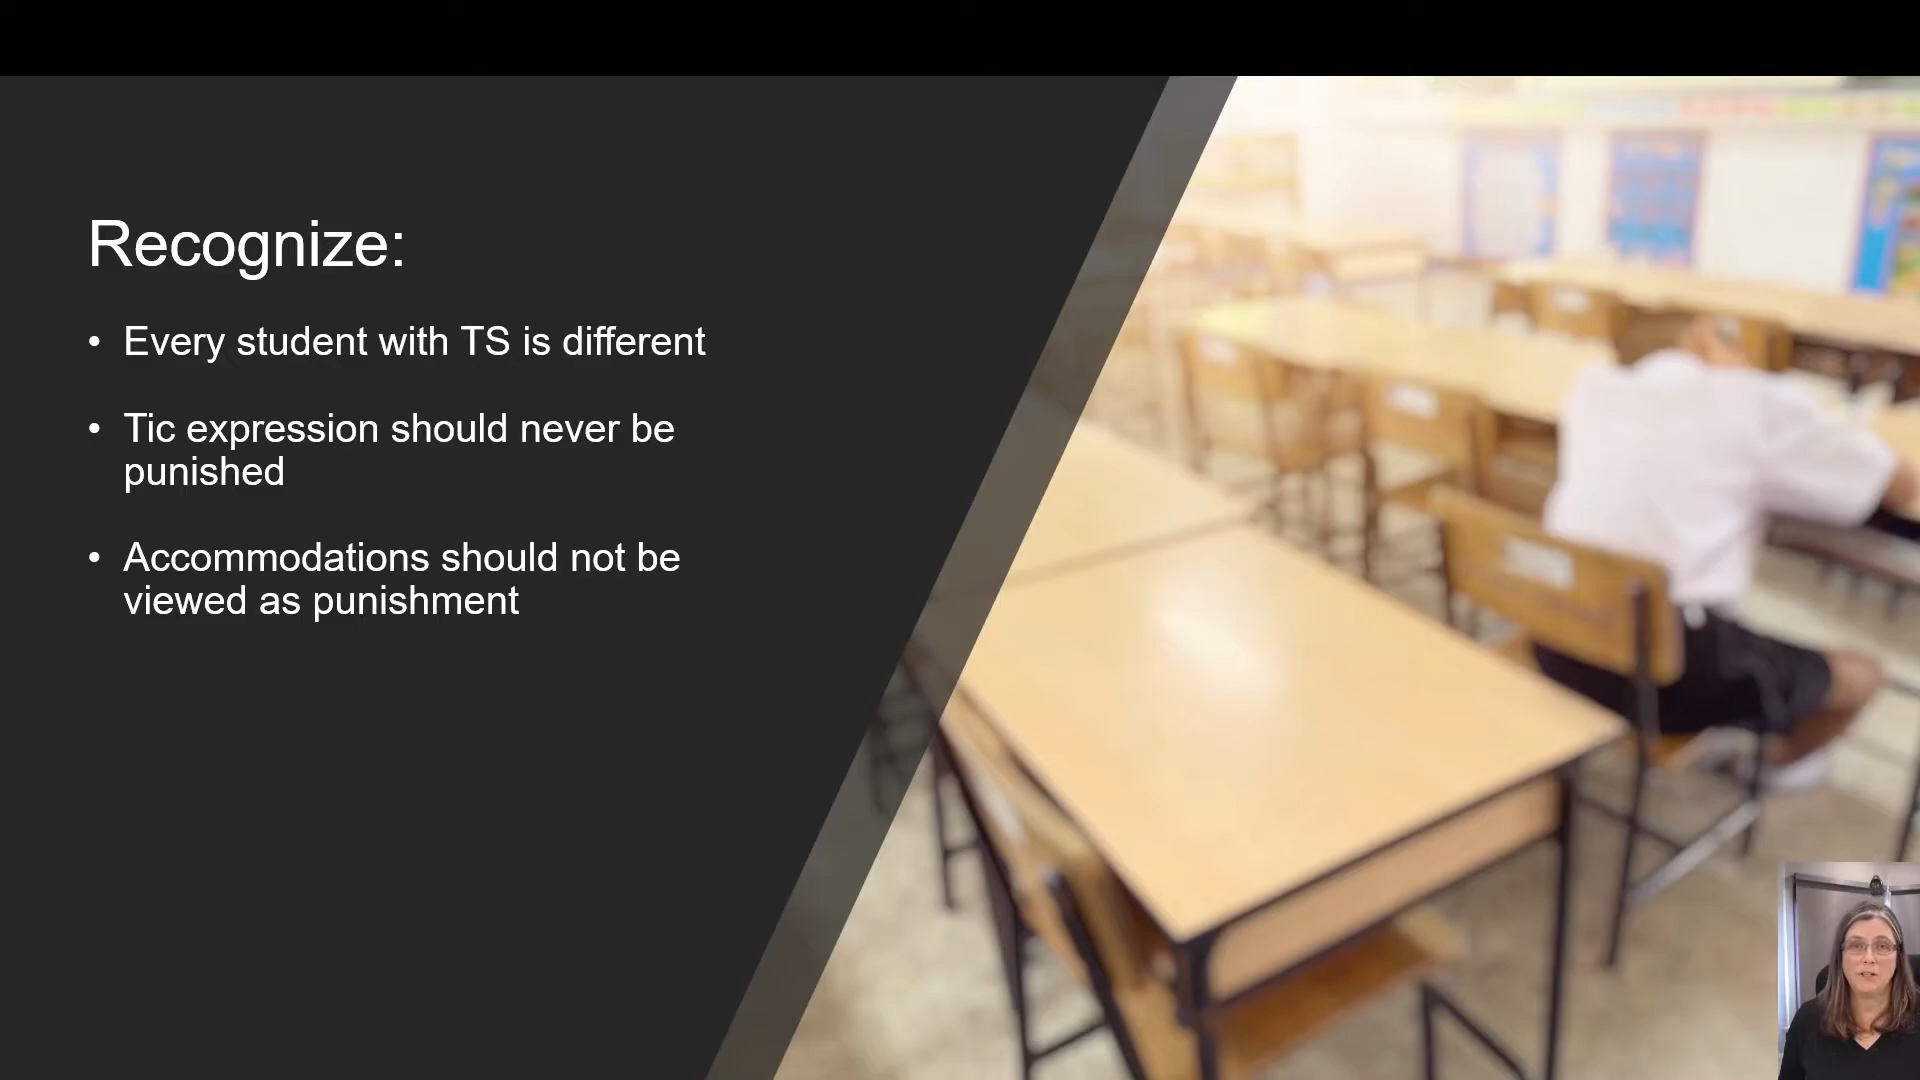 Recognize:
• Every student with TS is different
• Tic expression should never be
punished
• Accommodations should not be
viewed as punishment